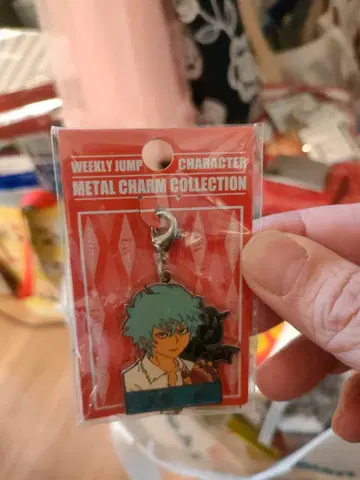 WEEKLY JUMP CHARACTER
METAL CHARM COLLECTION